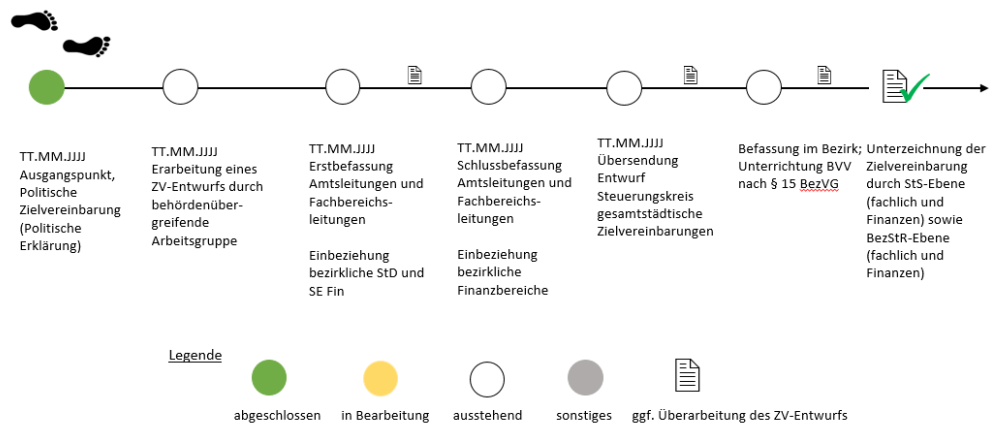 TT.MM.JJJJ
Ausgangspunkt,
Politische
Zielvereinbarung
(Politische
Erklärung)
TT.MM.JJJJ
Erarbeitung eines
ZV-Entwurfs durch
behördenüber-
greifende
Arbeitsgruppe
TT.MM.JJJJ
Erstbefassung
Amtsleitungen und
Fachbereichs-
leitungen
Einbeziehung
bezirkliche StD und
SE Fin
TT.MM.JJJJ
Schlussbefassung
Amtsleitungen und
Fachbereichs-
leitungen
Einbeziehung
bezirkliche
Finanzbereiche
TT.MM.JJJJ
Übersendung
Entwurf
Steuerungskreis
gesamtstädtische
Zielvereinbarungen
Befassung im Bezirk;
Unterrichtung BVV
nach § 15 BezVG
Unterzeichnung der
Zielvereinbarung
durch StS-Ebene
(fachlich und
Finanzen) sowie
BezStR-Ebene
(fachlich und
Finanzen)
Legende
abgeschlossen
in Bearbeitung
ausstehend
sonstiges
ggf. Überarbeitung des ZV-Entwurfs